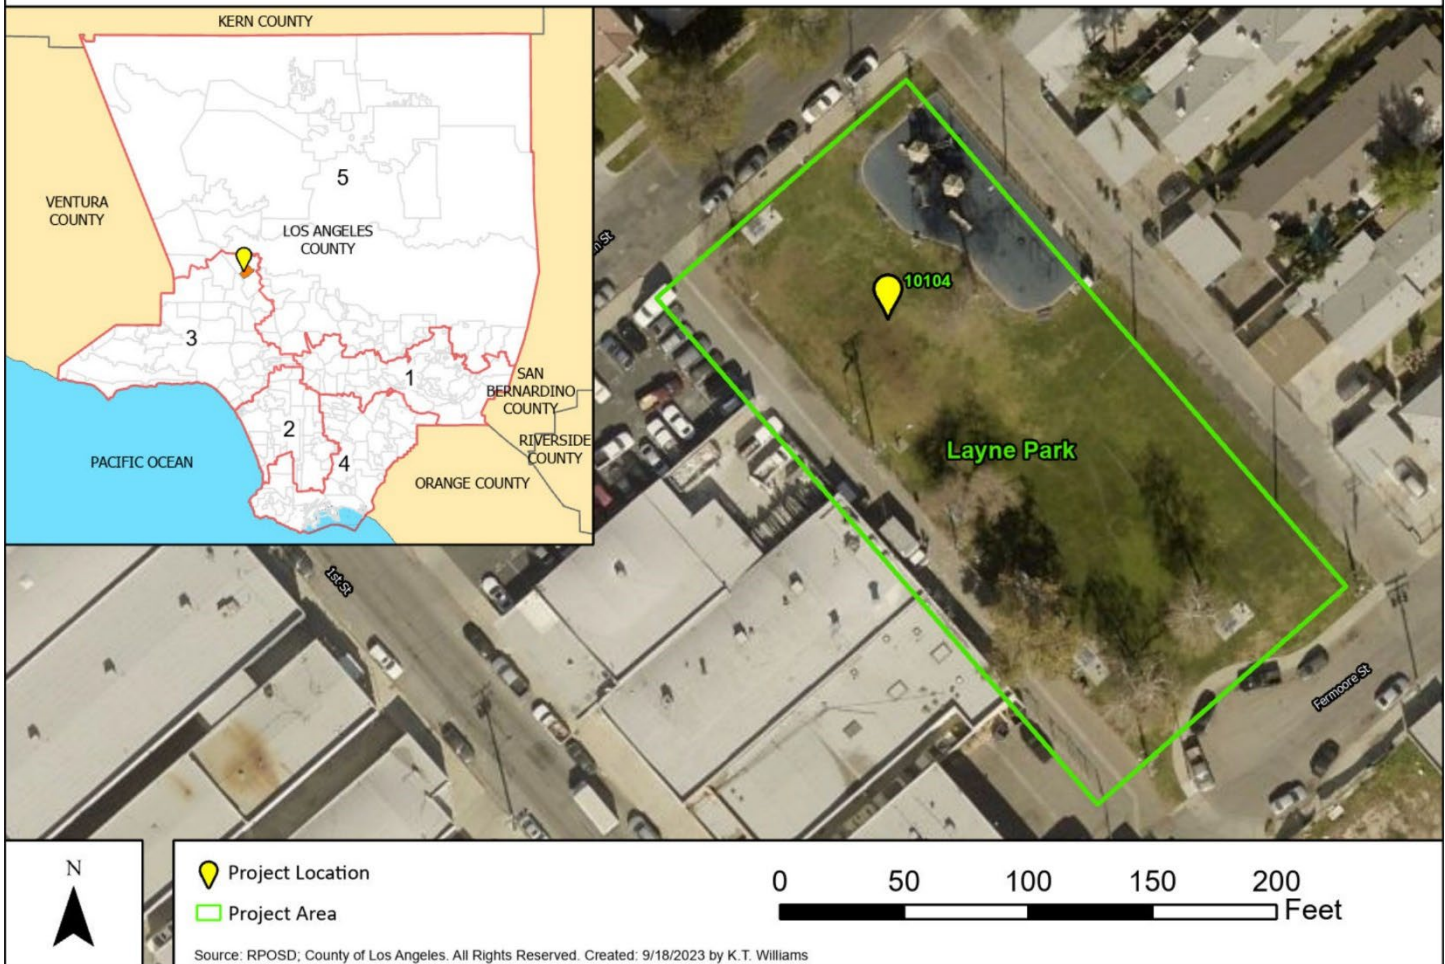 KERN COUNTY
5
VENTURA
COUNTY
LOS ANGELES
COUNTY
3
1
SAN
BERNARDINO
COUNTY
2
RIVERSIDE
COUNTY
4
PACIFIC OCEAN
ORANGE COUNTY
St
10104
Layne Park
1st St
Fermoore St
N
Project Location
Project Area
0 50 100 150 200
Feet
Source: RPOSD; County of Los Angeles. All Rights Reserved. Created: 9/18/2023 by K.T. Williams